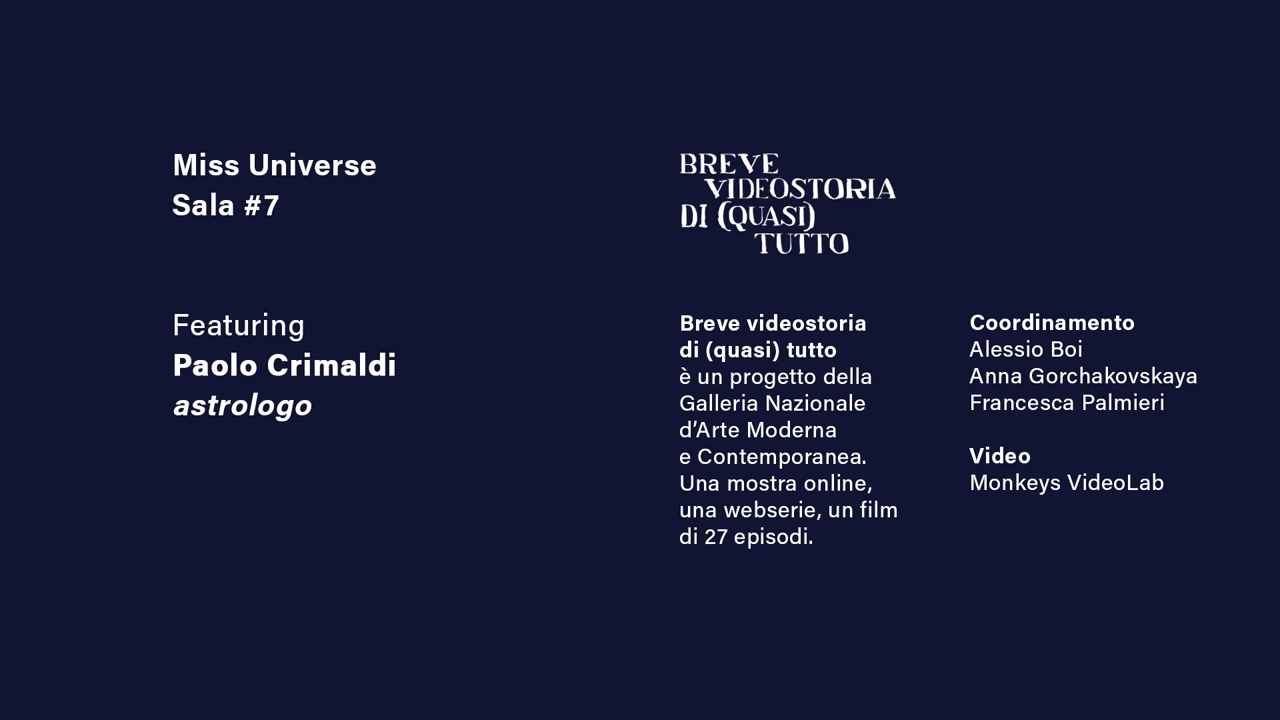 Miss Universe
Sala #7
Featuring
Paolo Crimaldi
astrologo
BREVE
VIDEOSTORIA
DI (QUASI)
TUTTO
Breve videostoria
di (quasi) tutto
è un progetto della
Galleria Nazionale
d’Arte Moderna
e Contemporanea.
Una mostra online,
una webserie, un film
di 27 episodi.
Coordinamento
Alessio Boi
Anna Gorchakovskaya
Francesca Palmieri
Video
Monkeys VideoLab